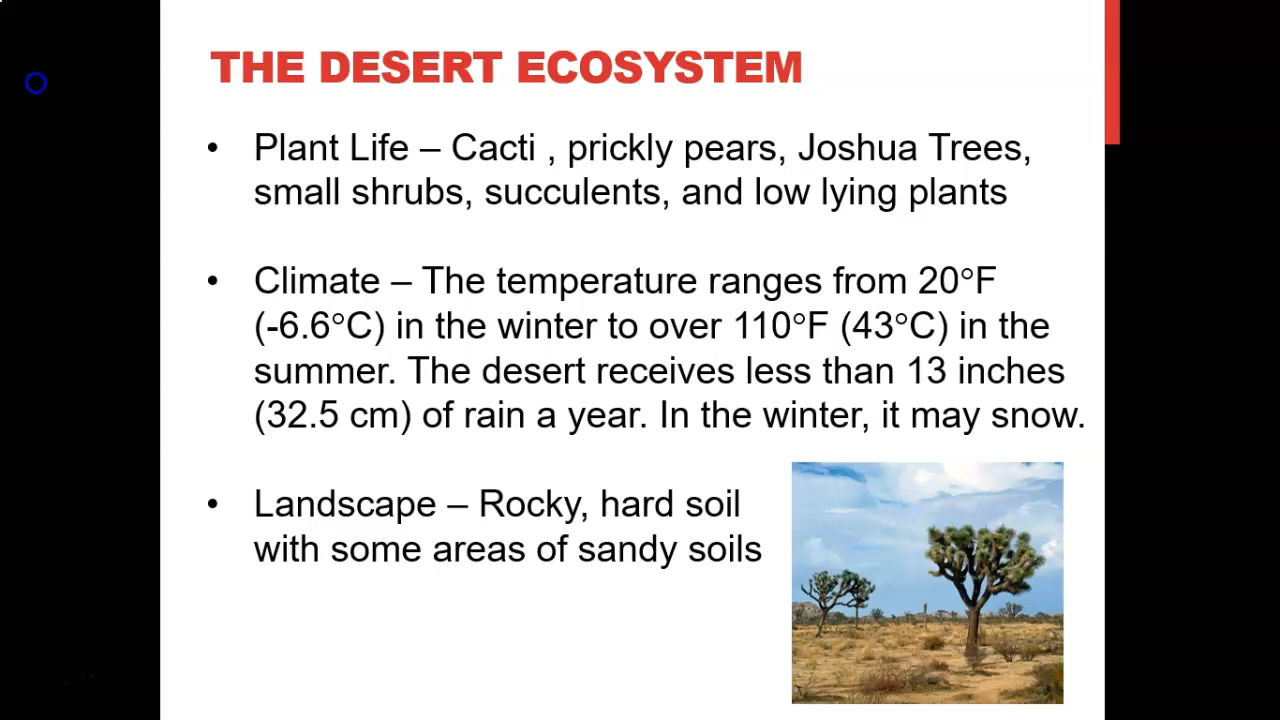 THE DESERT ECOSYSTEM
• Plant Life – Cacti , prickly pears, Joshua Trees,
small shrubs, succulents, and low lying plants
• Climate – The temperature ranges from 20°F
(-6.6°C) in the winter to over 110°F (43°C) in the
summer. The desert receives less than 13 inches
(32.5 cm) of rain a year. In the winter, it may snow.
• Landscape – Rocky, hard soil
with some areas of sandy soils